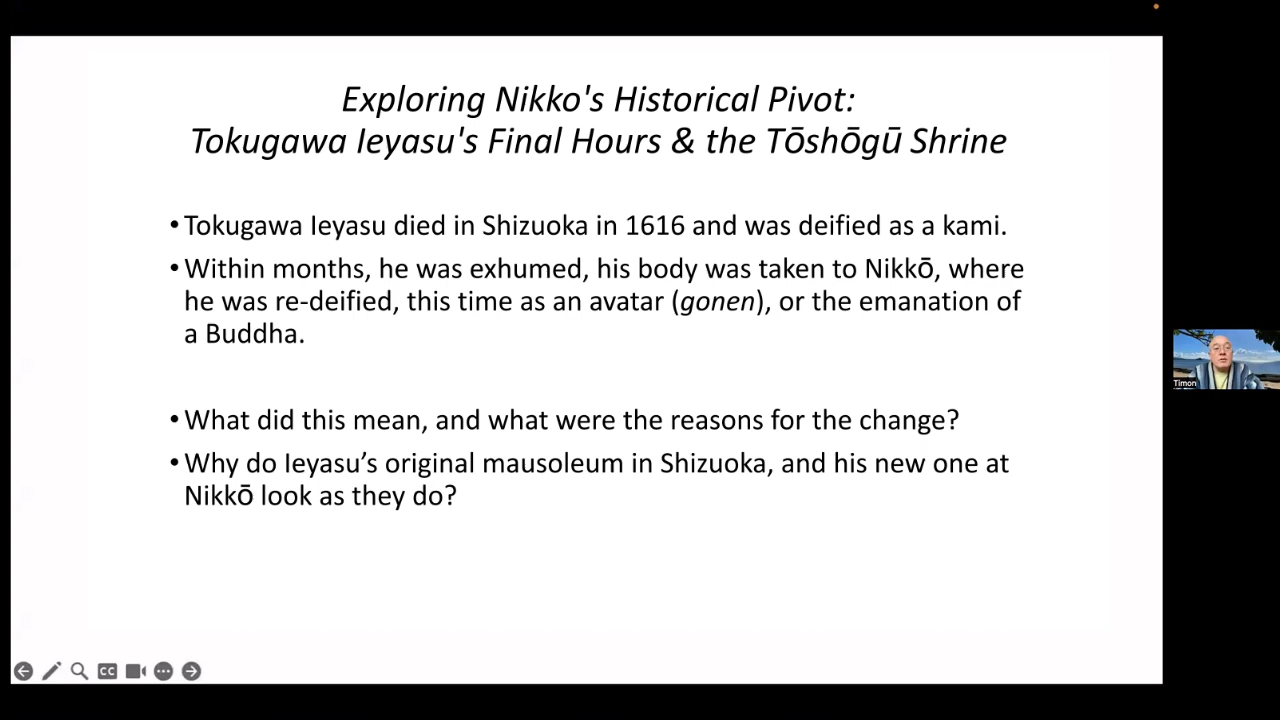 Exploring Nikko's Historical Pivot:
Tokugawa Ieyasu's Final Hours & the Tōshōgū Shrine
• Tokugawa Ieyasu died in Shizuoka in 1616 and was deified as a kami.
• Within months, he was exhumed, his body was taken to Nikkō, where
he was re-deified, this time as an avatar (gonen), or the emanation of
a Buddha.
• What did this mean, and what were the reasons for the change?
• Why do Ieyasu’s original mausoleum in Shizuoka, and his new one at
Nikkō look as they do?
Timon
CC